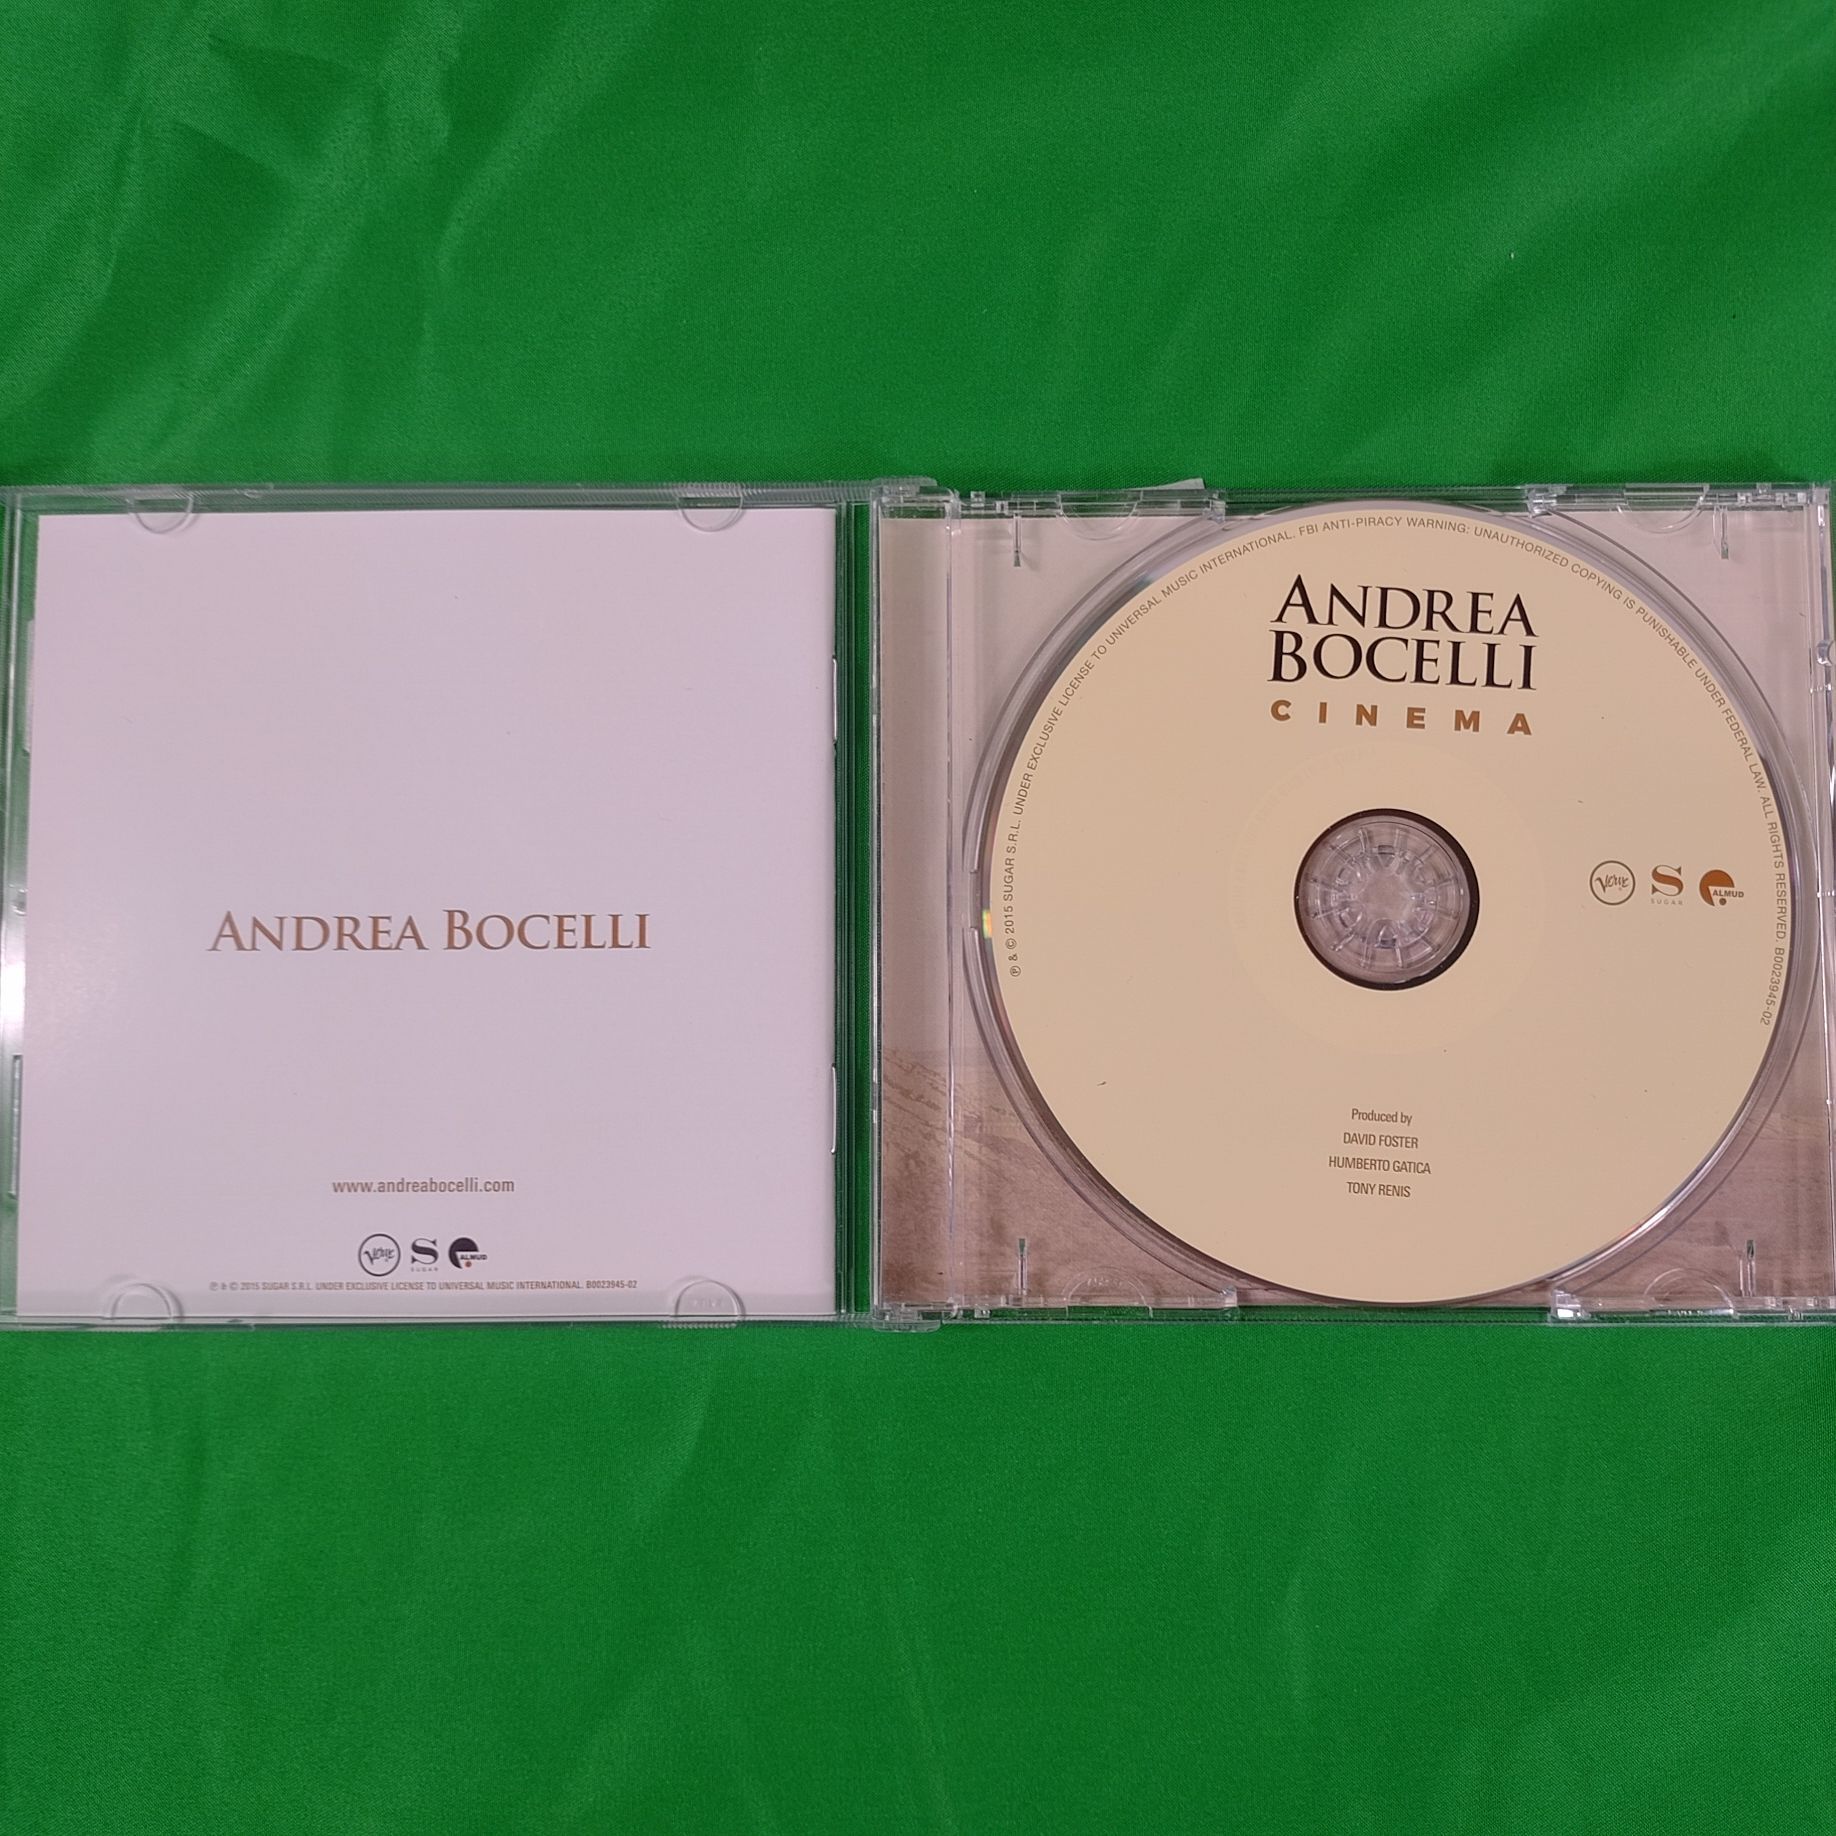 ANDREA BOCELLI
www.andreabocelli.com
Verve
S
SUGAR
ALMUD
℗ & © 2015 SUGAR S.R.L. UNDER EXCLUSIVE LICENSE TO UNIVERSAL MUSIC INTERNATIONAL. B0023945-02
℗ & © 2015 SUGAR S.R.L. UNDER EXCLUSIVE LICENSE TO UNIVERSAL MUSIC INTERNATIONAL. FBI ANTI-PIRACY WARNING: UNAUTHORIZED COPYING IS PUNISHABLE UNDER FEDERAL LAW. ALL RIGHTS RESERVED. B0023945-02
ANDREA
BOCELLI
CINEMA
Verve
S
SUGAR
ALMUD
Produced by
DAVID FOSTER
HUMBERTO GATICA
TONY RENIS